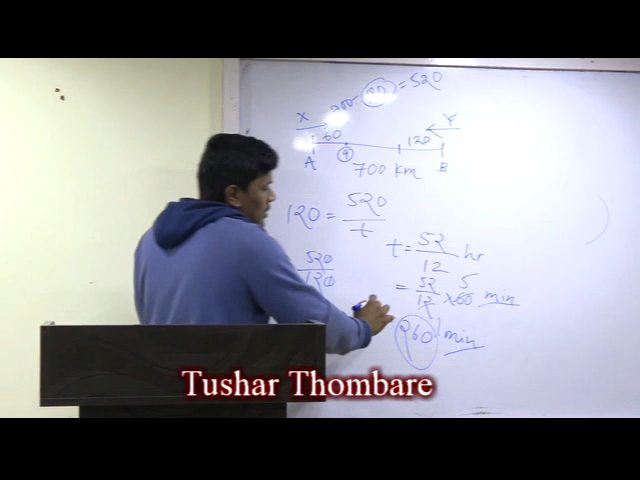 700 - 180 = 520
X
Y
60
120
A
9
700 km
B
120 = 520/t
t = 52/12 hr
520/120
= 52/12 × 60 min
5
260 min
Tushar Thombare